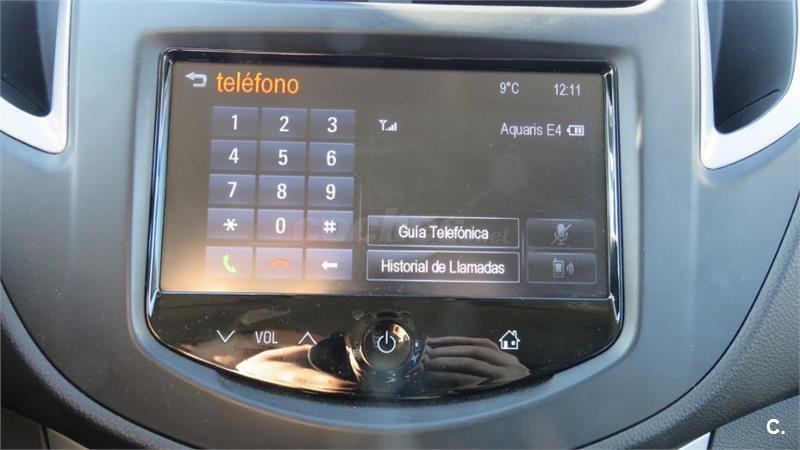 teléfono
9°C 12:11
1 2 3
Aquaris E4
4 5 6
7 8 9
* 0 #
Guía Telefónica
Historial de Llamadas
VOL
C.